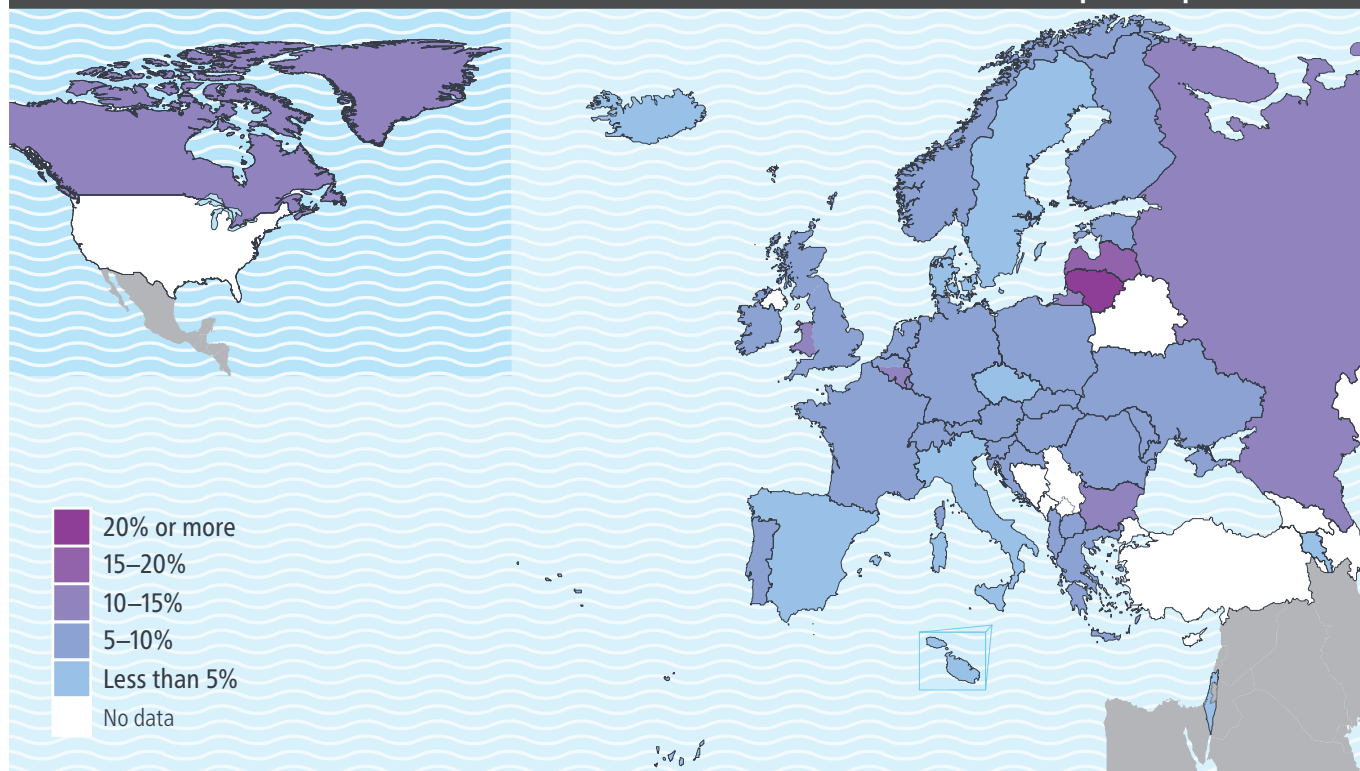 20% or more
15–20%
10–15%
5–10%
Less than 5%
No data